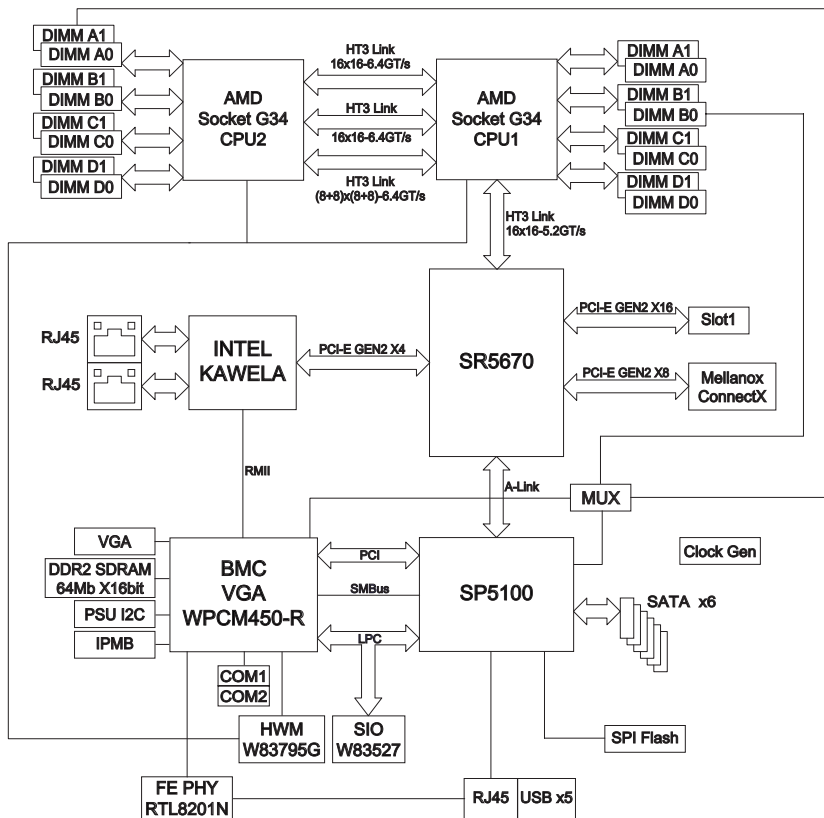 DIMM A1
DIMM A0
DIMM B1
DIMM B0
DIMM C1
DIMM C0
DIMM D1
DIMM D0
AMD
Socket G34
CPU2
HT3 Link
16x16-6.4GT/s
HT3 Link
16x16-6.4GT/s
HT3 Link
(8+8)x(8+8)-6.4GT/s
AMD
Socket G34
CPU1
DIMM A1
DIMM A0
DIMM B1
DIMM B0
DIMM C1
DIMM C0
DIMM D1
DIMM D0
HT3 Link
16x16-5.2GT/s
RJ45
RJ45
INTEL
KAWELA
PCI-E GEN2 X4
SR5670
PCI-E GEN2 X16
Slot1
PCI-E GEN2 X8
Mellanox
ConnectX
RMII
A-Link
MUX
VGA
DDR2 SDRAM
64Mb X16bit
PSU I2C
IPMB
BMC
VGA
WPCM450-R
PCI
SMBus
LPC
SP5100
Clock Gen
SATA x6
COM1
COM2
HWM
W83795G
SIO
W83527
SPI Flash
FE PHY
RTL8201N
RJ45
USB x5